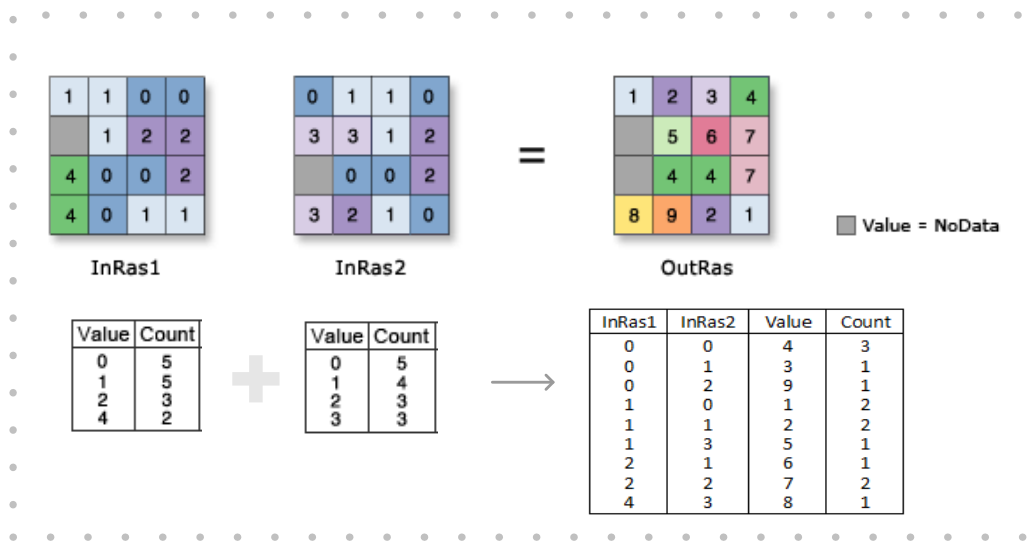 1 1 0 0 0 1 1 0 1 2 3 4
1 2 2 3 3 1 2 = 5 6 7
4 0 0 2 0 0 2 4 4 7
4 0 1 1 3 2 1 0 8 9 2 1
Value = NoData
InRas1 InRas2 OutRas
Value Count
0 5
1 5
2 3
4 2
+
Value Count
0 5
1 4
2 3
3 3
InRas1 InRas2 Value Count
0 0 4 3
0 1 3 1
0 2 9 1
1 0 1 2
1 1 2 2
1 3 5 1
2 1 6 1
2 2 7 2
4 3 8 1